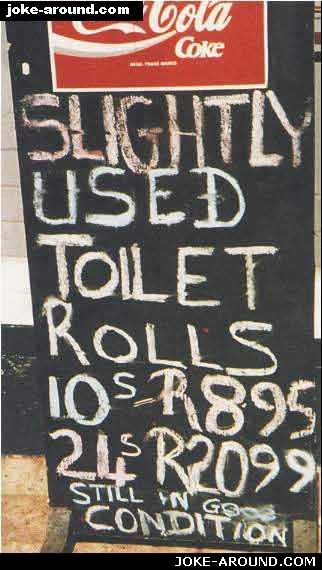 joke-around.com
Coca-Cola
Coke
SLIGHTLY
USED
TOILET
ROLLS
10s R895
24s R2099
STILL IN GOOD
CONDITION
JOKE-AROUND.COM